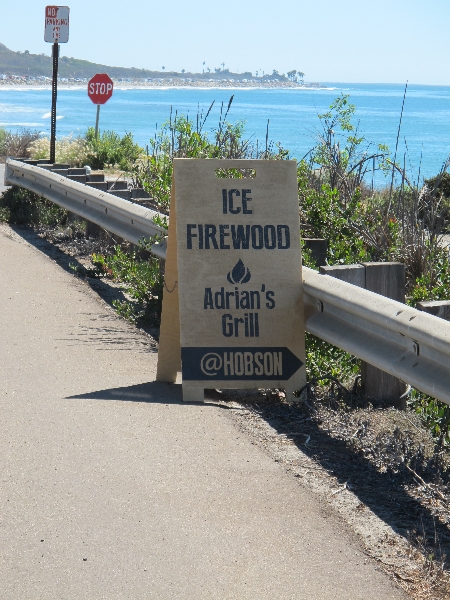 NO
PARKING
STOP
ICE
FIREWOOD
Adrian's
Grill
@HOBSON